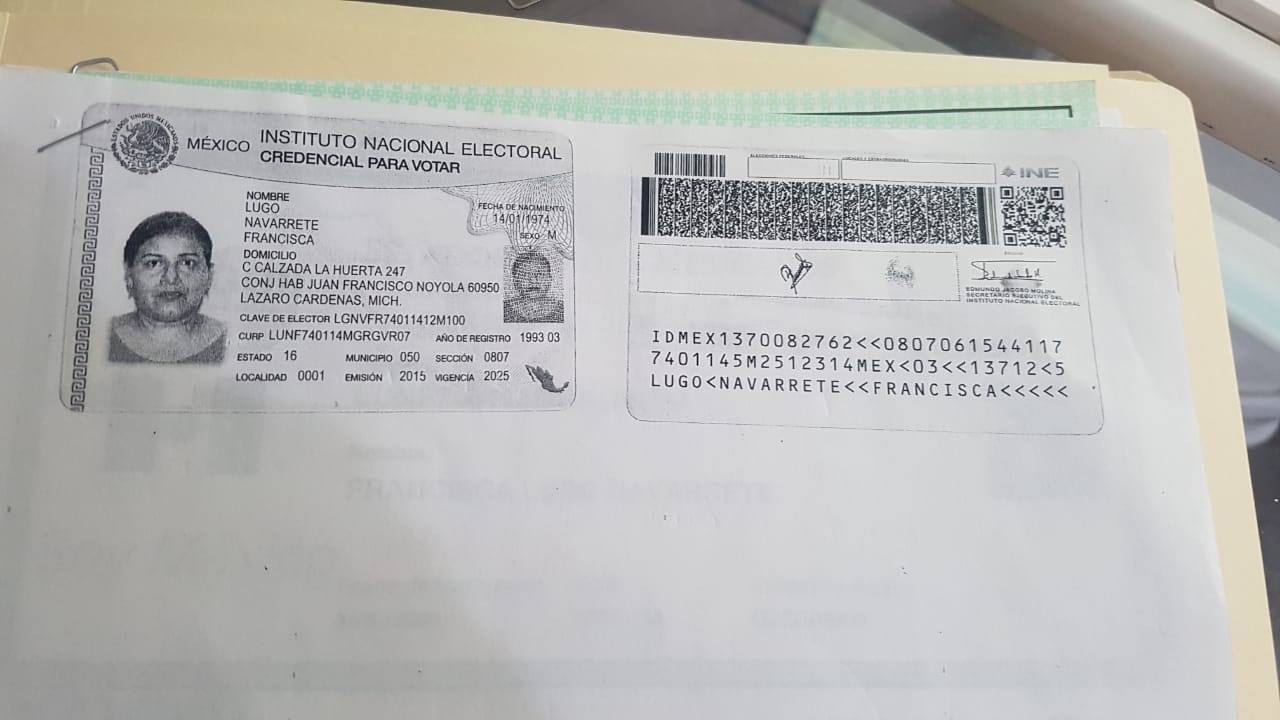 MÉXICO INSTITUTO NACIONAL ELECTORAL
CREDENCIAL PARA VOTAR
NOMBRE
LUGO
NAVARRETE
FRANCISCA
FECHA DE NACIMIENTO
14/01/1974
SEXO M
DOMICILIO
C CALZADA LA HUERTA 247
CONJ HAB JUAN FRANCISCO NOYOLA 60950
LAZARO CARDENAS, MICH.
CLAVE DE ELECTOR LGNVFR74011412M100
CURP LUNF740114MGRGVR07 AÑO DE REGISTRO 1993 03
ESTADO 16 MUNICIPIO 050 SECCIÓN 0807
LOCALIDAD 0001 EMISIÓN 2015 VIGENCIA 2025
ELECCIONES FEDERALES
INE
EDMUNDO JACOBO MOLINA
SECRETARIO EJECUTIVO DEL
INSTITUTO NACIONAL ELECTORAL
IDMEX1370082762<<0807061544117
7401145M2512314MEX<03<<13712<5
LUGO<NAVARRETE<<FRANCISCA<<<<<
FRANCISCA LUGO NAVARRETE